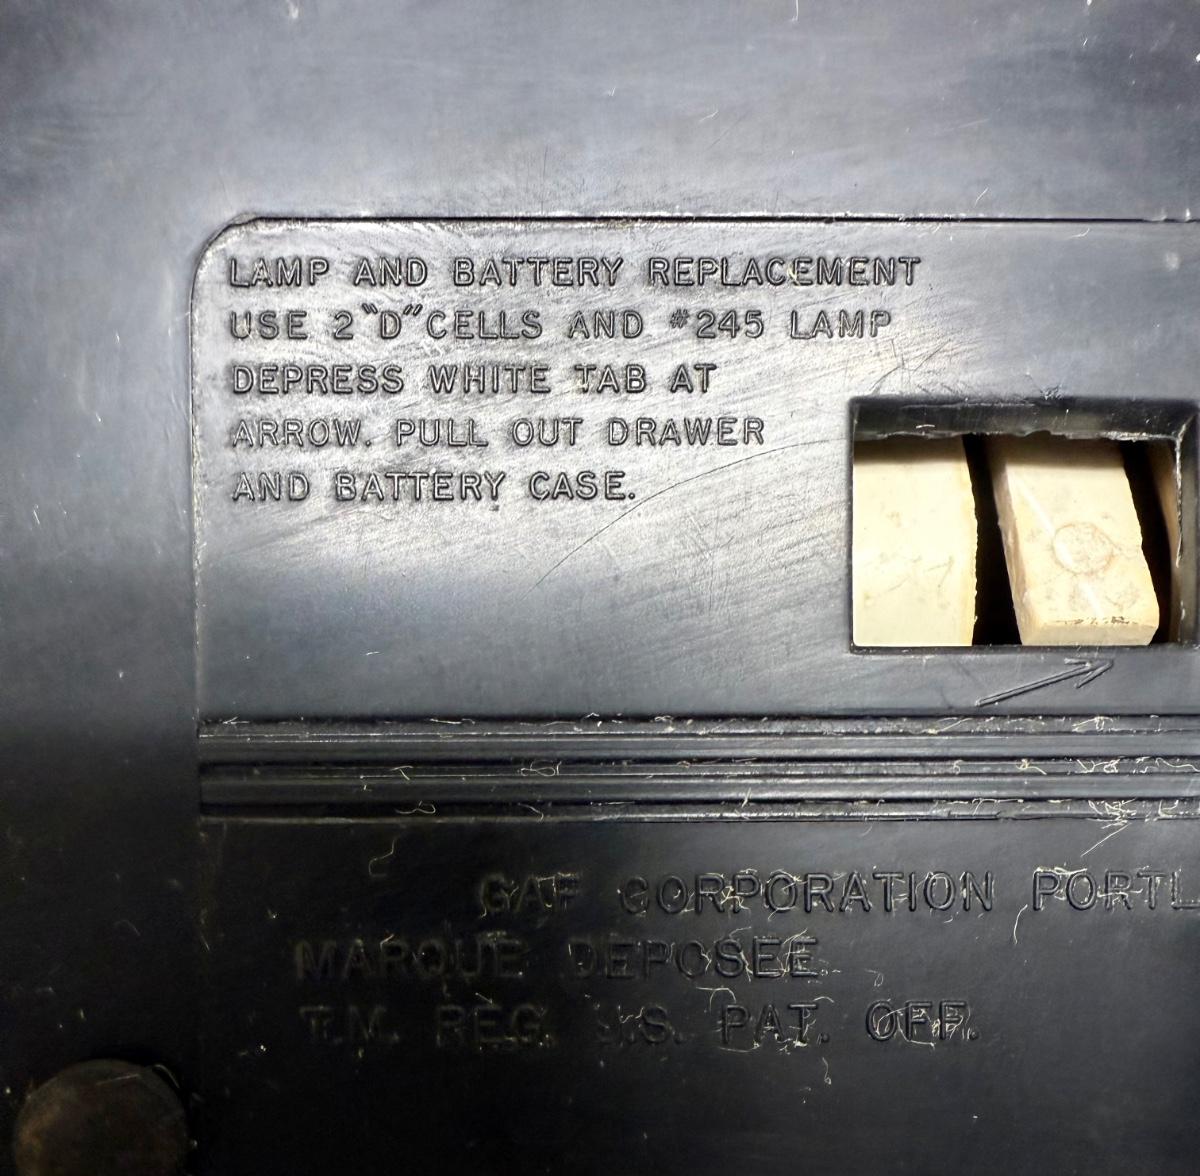 LAMP AND BATTERY REPLACEMENT
USE 2 "D" CELLS AND #245 LAMP
DEPRESS WHITE TAB AT
ARROW. PULL OUT DRAWER
AND BATTERY CASE.
GAF CORPORATION PORTL
MARQUE DEPOSEE
T.M. REG. U.S. PAT. OFF.